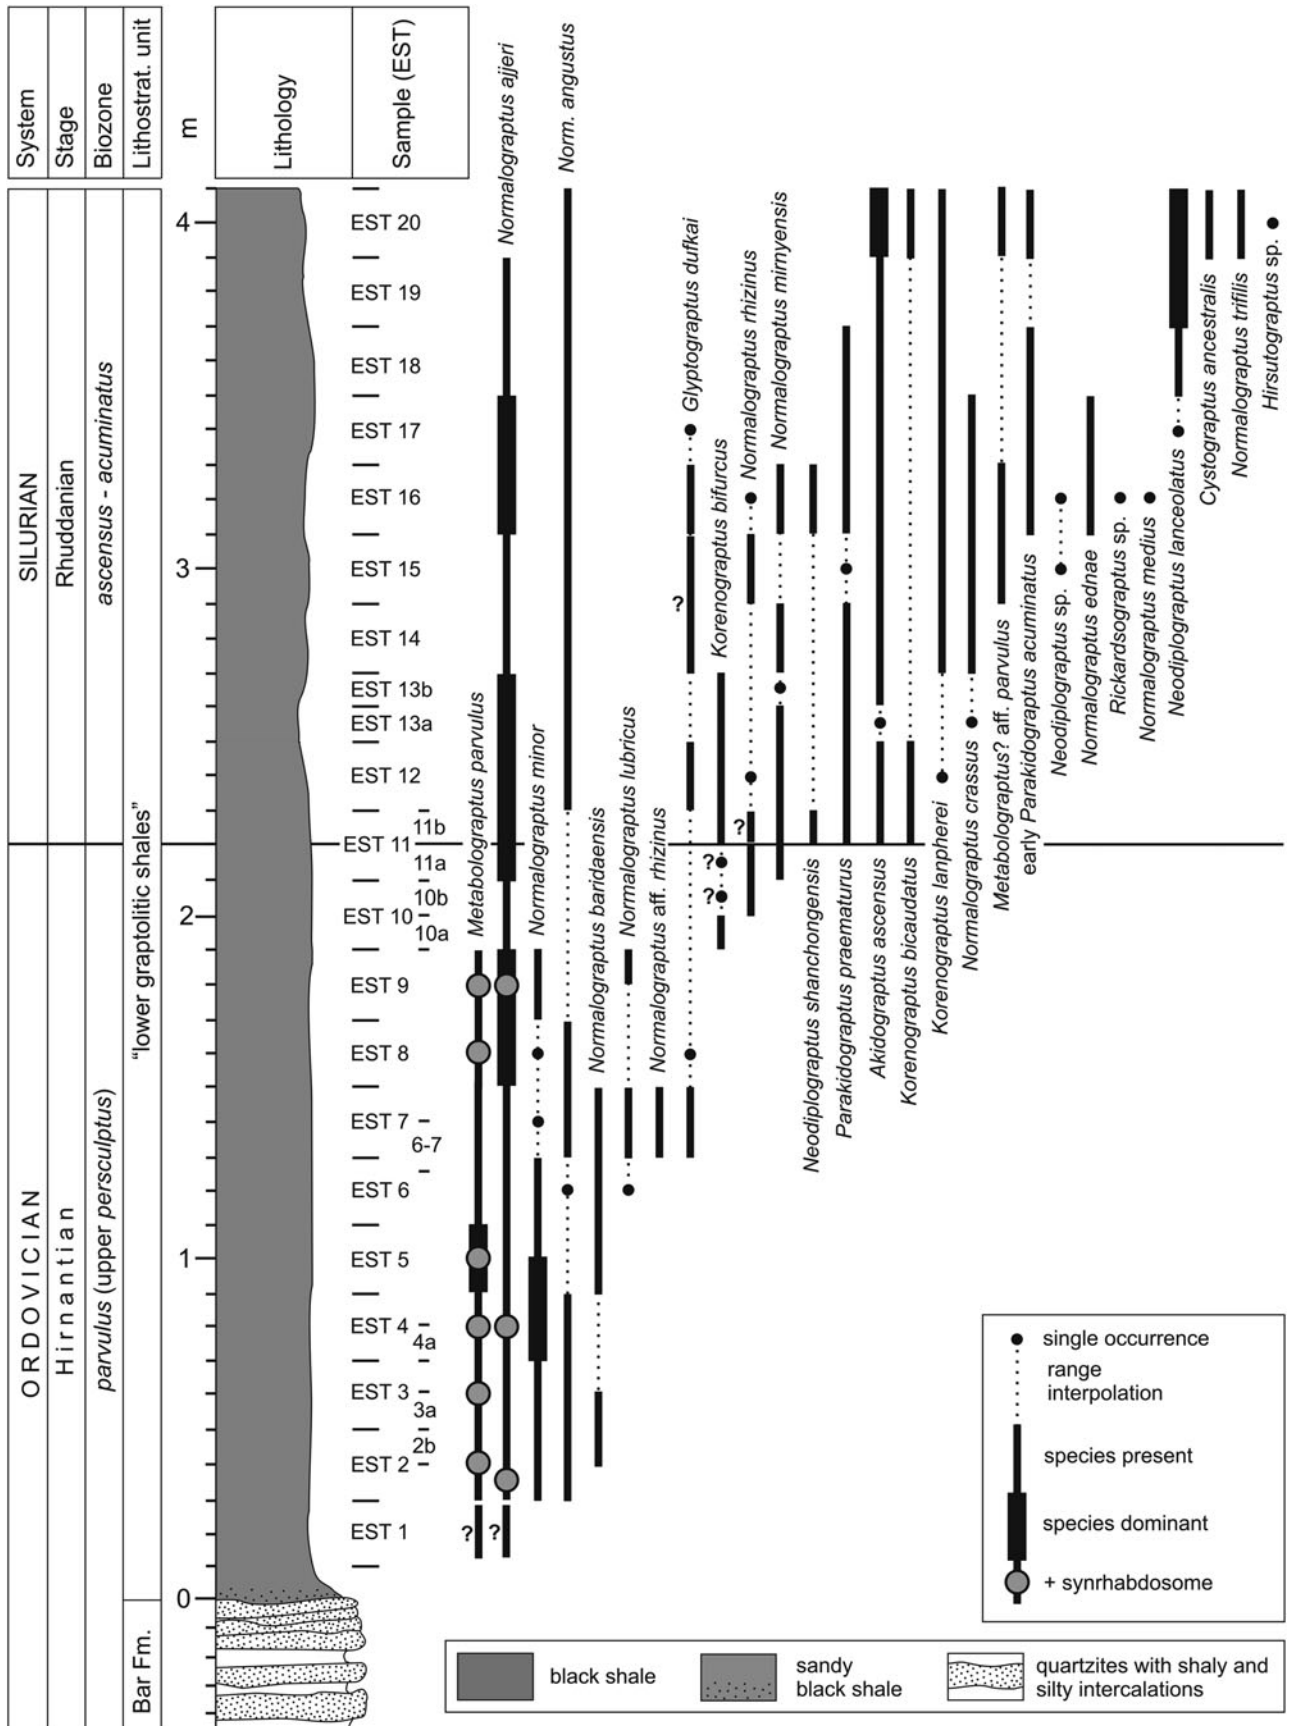 System
Stage
Biozone
Lithostrat. unit
m
Lithology
Sample (EST)
SILURIAN
Rhuddanian
ascensus - acuminatus
ORDOVICIAN
Hirnantian
parvulus (upper persculptus)
"lower graptolitic shales"
Bar Fm.
4
3
2
1
0
EST 20
EST 19
EST 18
EST 17
EST 16
EST 15
EST 14
EST 13b
EST 13a
EST 12
11b
EST 11
11a
10b
EST 10
10a
EST 9
EST 8
EST 7
6-7
EST 6
EST 5
EST 4
4a
EST 3
3a
2b
EST 2
EST 1
Metabolograptus parvulus
Normalograptus ajjeri
Normalograptus minor
Norm. angustus
Normalograptus baridaensis
Normalograptus lubricus
Normalograptus aff. rhizinus
Glyptograptus dufkai
Korenograptus bifurcus
Normalograptus rhizinus
Normalograptus mirnyensis
Neodiplograptus shanchongensis
Parakidograptus praematurus
Akidograptus ascensus
Korenograptus bicaudatus
Korenograptus lanpherei
Normalograptus crassus
Metabolograptus? aff. parvulus
early Parakidograptus acuminatus
Neodiplograptus sp.
Normalograptus ednae
Rickardsograptus sp.
Normalograptus medius
Neodiplograptus lanceolatus
Cystograptus ancestralis
Normalograptus trifilis
Hirsutograptus sp.
?
?
?
?
?
?
single occurrence
range
interpolation
species present
species dominant
+ synrhabdosome
black shale
sandy
black shale
quartzites with shaly and
silty intercalations